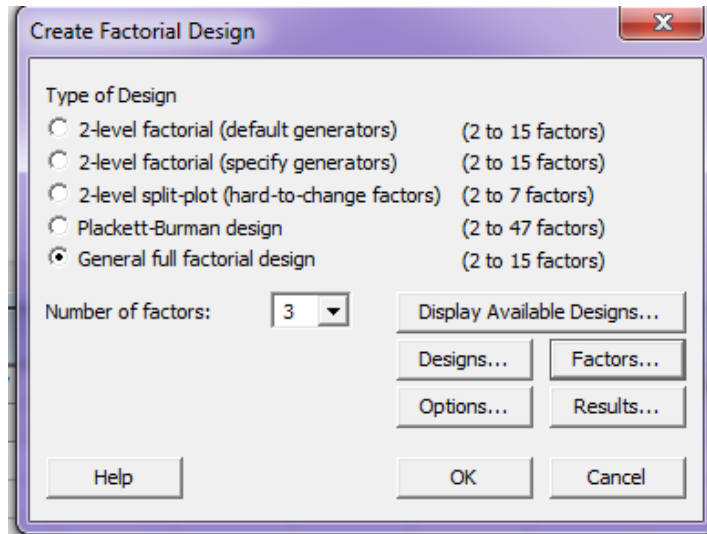 Create Factorial Design
X
Type of Design
2-level factorial (default generators) (2 to 15 factors)
2-level factorial (specify generators) (2 to 15 factors)
2-level split-plot (hard-to-change factors) (2 to 7 factors)
Plackett-Burman design (2 to 47 factors)
General full factorial design (2 to 15 factors)
Number of factors: 3 Display Available Designs...
Designs... Factors...
Options... Results...
Help OK Cancel